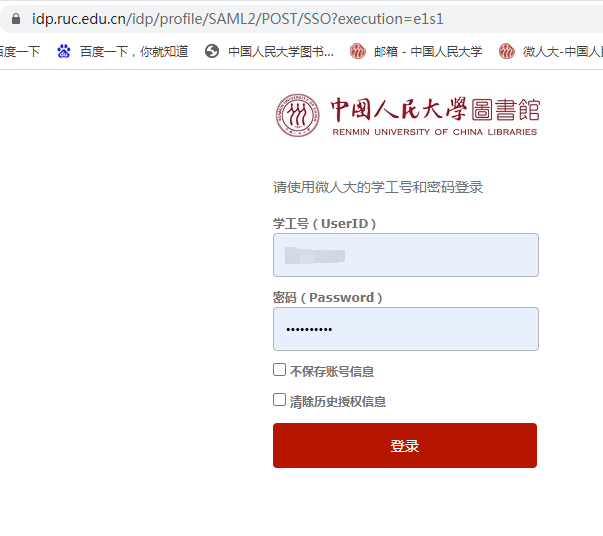 idp.ruc.edu.cn/idp/profile/SAML2/POST/SSO?execution=e1s1
百度一下 百度一下，你就知道 中国人民大学图书... 邮箱 - 中国人民大学 微人大-中国人
中國人民大學圖書館
RENMIN UNIVERSITY OF CHINA LIBRARIES
请使用微人大的学工号和密码登录
学工号（UserID）
密码（Password）
不保存账号信息
清除历史授权信息
登录